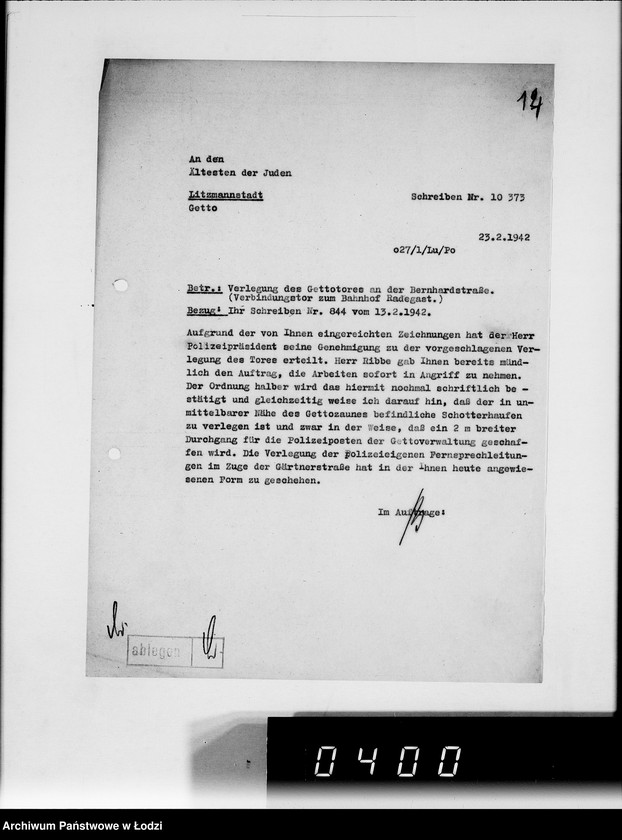 14
An den
Ältesten der Juden
Litzmannstadt
Getto
Schreiben Nr. 10 373
23.2.1942
o27/1/Lu/Po
Betr.: Verlegung des Gettotores an der Bernhardstraße.
(Verbindungstor zum Bahnhof Radegast.)
Bezug: Ihr Schreiben Nr. 844 vom 13.2.1942.
Aufgrund der von Ihnen eingereichten Zeichnungen hat der Herr
Polizeipräsident seine Genehmigung zu der vorgeschlagenen Ver-
legung des Tores erteilt. Herr Ribbe gab Ihnen bereits münd-
lich den Auftrag, die Arbeiten sofort in Angriff zu nehmen.
Der Ordnung halber wird das hiermit nochmal schriftlich be -
stätigt und gleichzeitig weise ich darauf hin, daß der in un-
mittelbarer Nähe des Gettozaunes befindliche Schotterhaufen
zu verlegen ist und zwar in der Weise, daß ein 2 m breiter
Durchgang für die Polizeiposten der Gettoverwaltung geschaf-
fen wird. Die Verlegung der polizeieigenen Fernsprechleitun-
gen im Zuge der Gärtnerstraße hat in der Ihnen heute angewie-
senen Form zu geschehen.
Im Auftrage:
ablegen
0400
Archiwum Państwowe w Łodzi